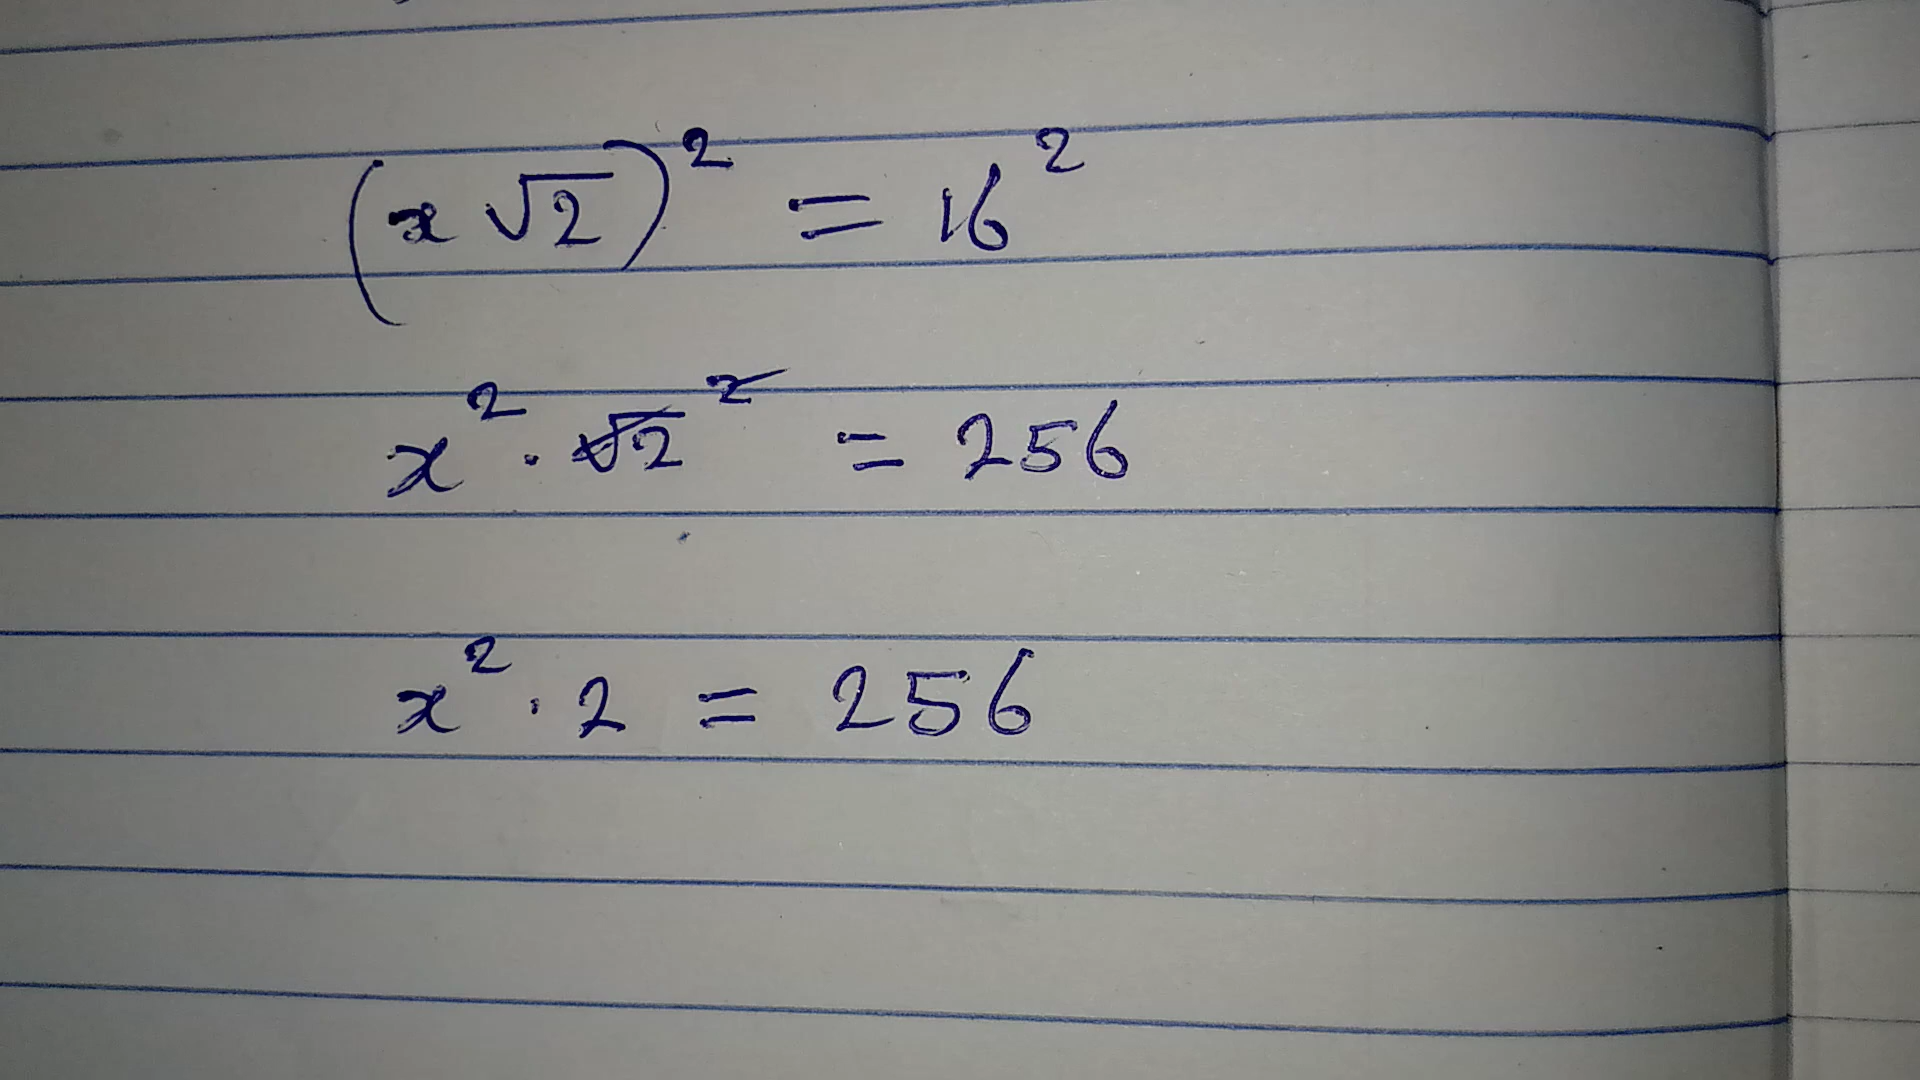 (x √2)² = 16²
x² · √2² = 256
x² · 2 = 256